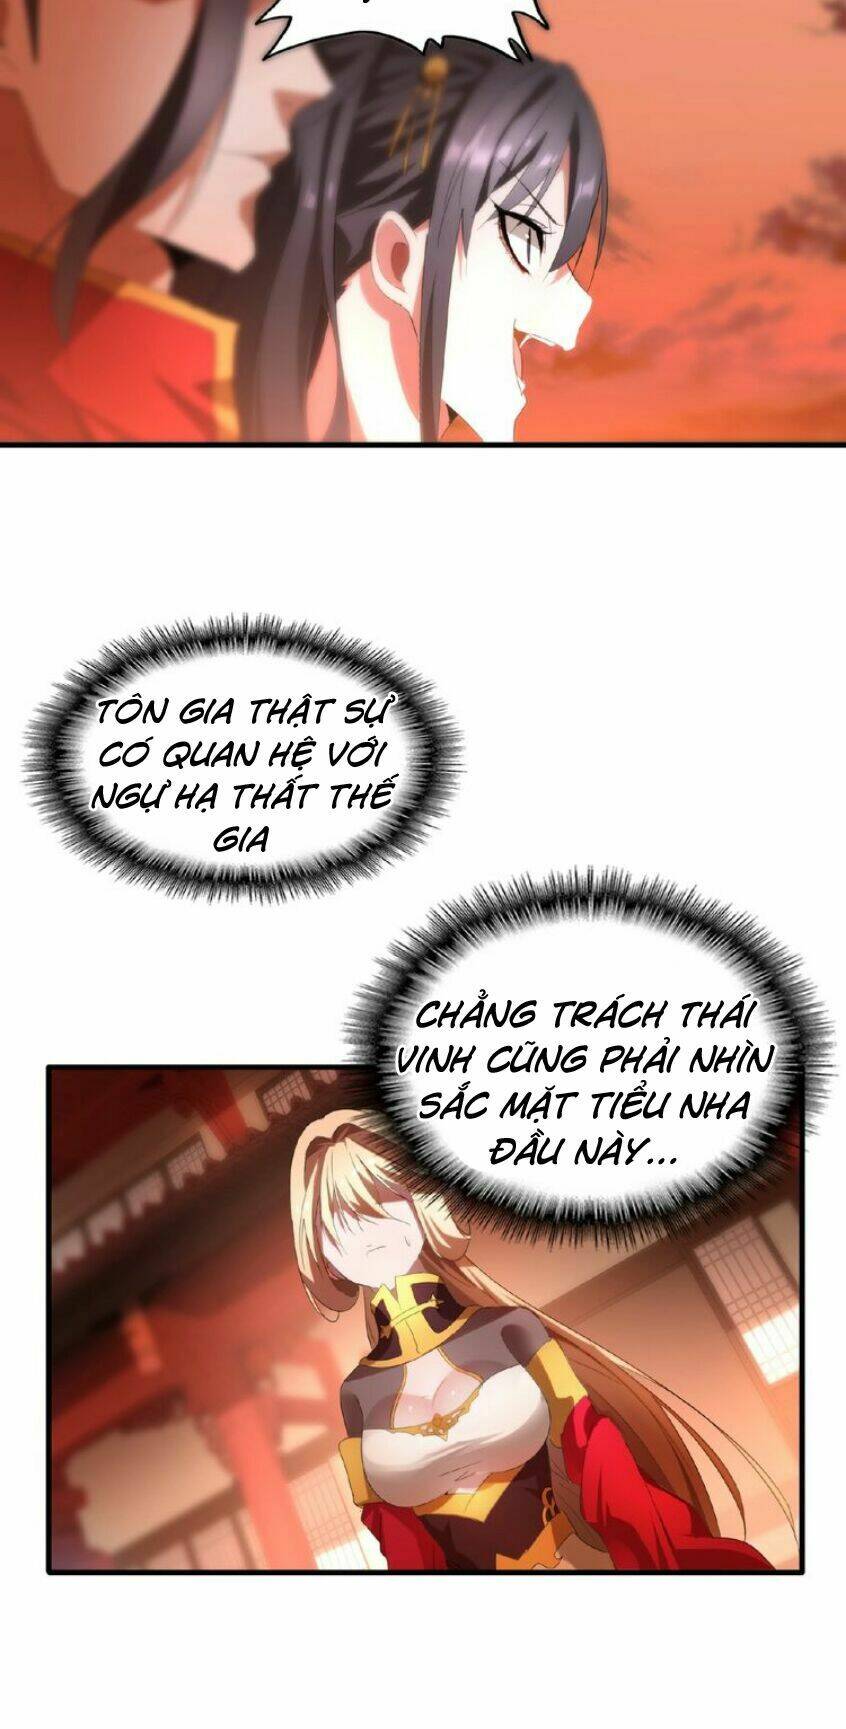 TÔN GIA THẬT SỰ
CÓ QUAN HỆ VỚI
NGỰ HẠ THẤT THẾ
GIA
CHẲNG TRÁCH THÁI
VINH CŨNG PHẢI NHÌN
SẮC MẶT TIỂU NHA
ĐẦU NÀY...